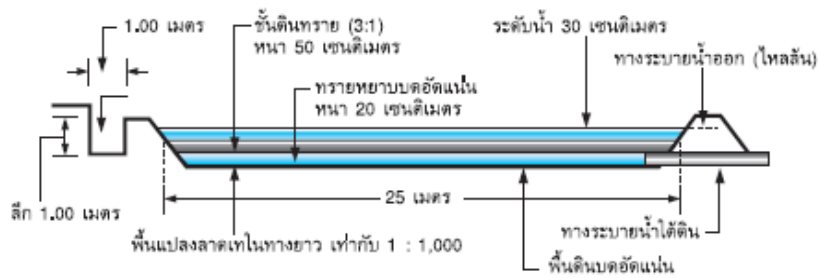 1.00 เมตร
ชั้นดินทราย (3:1)
หนา 50 เซนติเมตร
ระดับน้ำ 30 เซนติเมตร
ทางระบายน้ำออก (ไหลล้น)
ทรายหยาบบดอัดแน่น
หนา 20 เซนติเมตร
25 เมตร
ลึก 1.00 เมตร
พื้นแปลงลาดเทในทางยาว เท่ากับ 1 : 1,000
ทางระบายน้ำใต้ดิน
พื้นดินบดอัดแน่น